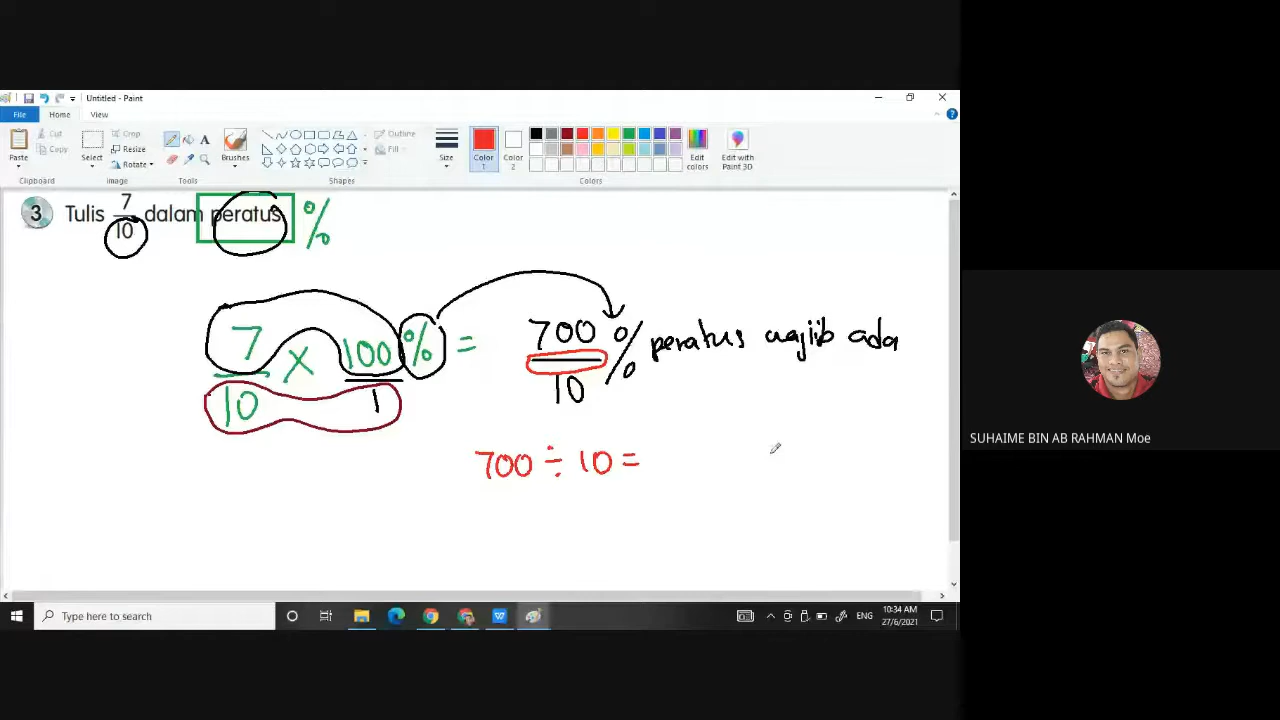 Untitled - Paint
File Home View
Paste Cut Copy Select Crop Resize Rotate A Brushes Outline Fill Size Color 1 Color 2 Edit colors Edit with Paint 3D
Clipboard Image Tools Shapes Colors
3 Tulis 7/10 dalam peratus %
7/10 × 100/1 % = 700/10 % peratus wajib ada
700 ÷ 10 =
SUHAIME BIN AB RAHMAN Moe
Type here to search
ENG
10:34 AM
27/6/2021